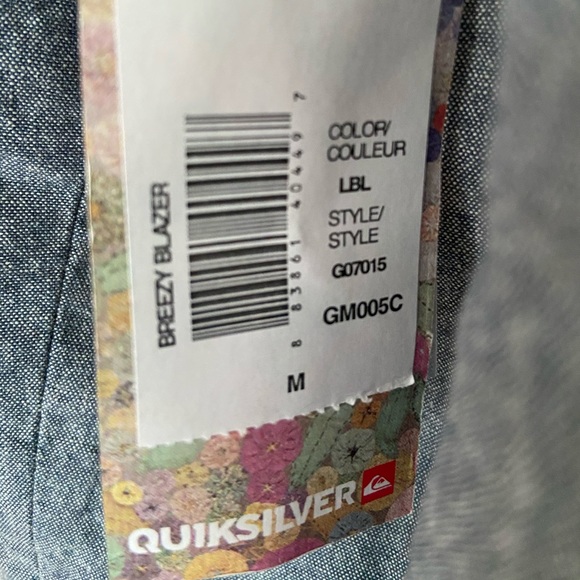 BREEZY BLAZER
8 83861 40449 7
COLOR/
COULEUR
LBL
STYLE/
STYLE
G07015
GM005C
M
QUIKSILVER